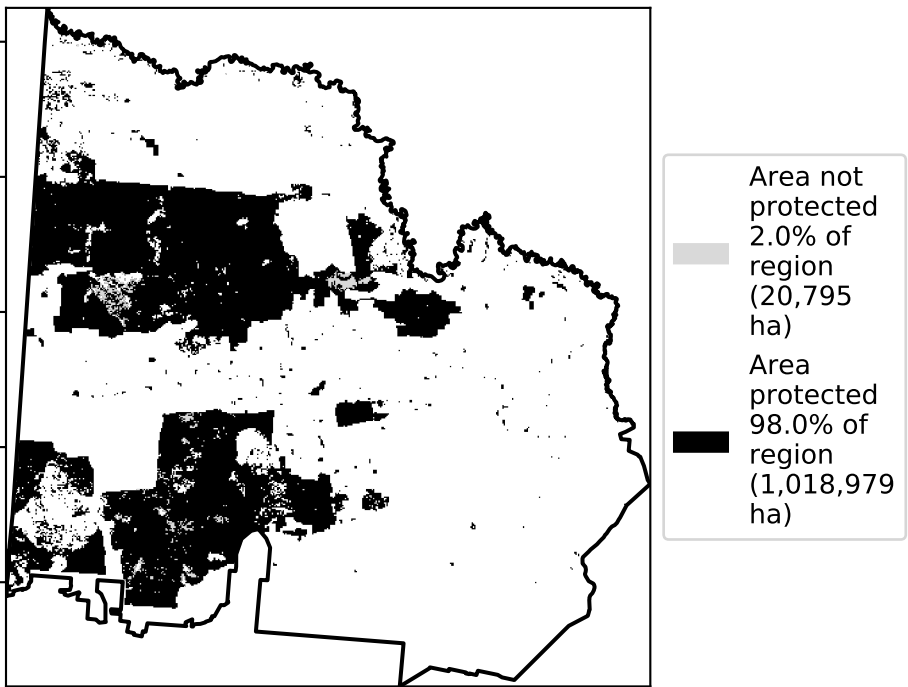 Area not
protected
2.0% of
region
(20,795
ha)
Area
protected
98.0% of
region
(1,018,979
ha)